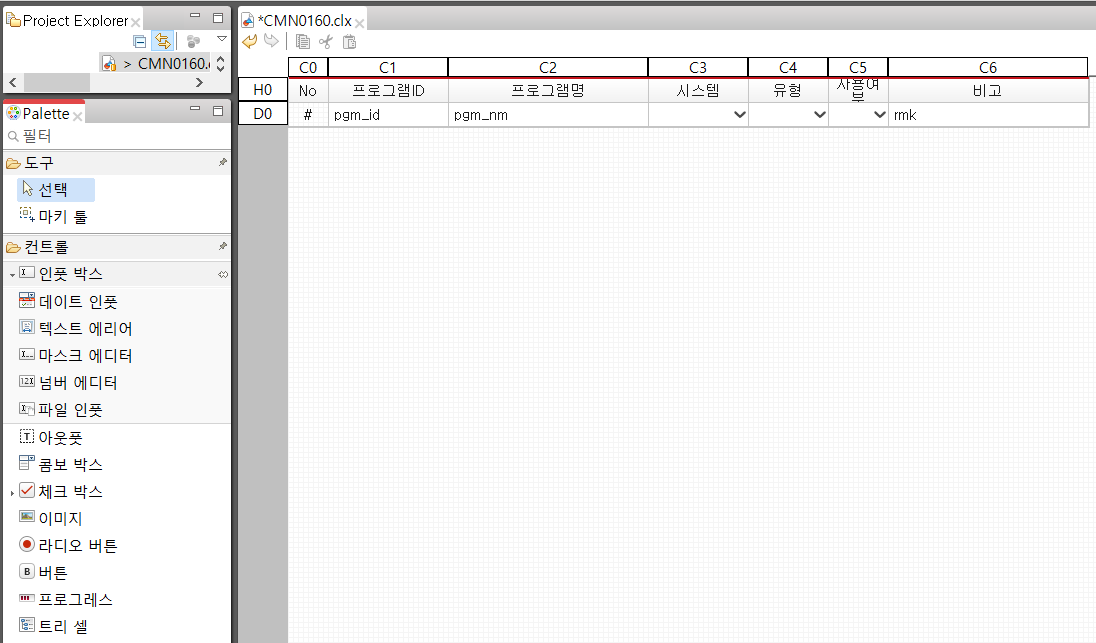 Project Explorer
> CMN0160.c
Palette
필터
도구
선택
마키 툴
컨트롤
인풋 박스
데이트 인풋
텍스트 에리어
마스크 에디터
넘버 에디터
파일 인풋
아웃풋
콤보 박스
체크 박스
이미지
라디오 버튼
버튼
프로그레스
트리 셀
*CMN0160.clx
C0 C1 C2 C3 C4 C5 C6
H0 No 프로그램ID 프로그램명 시스템 유형 사용여부 비고
D0 # pgm_id pgm_nm rmk